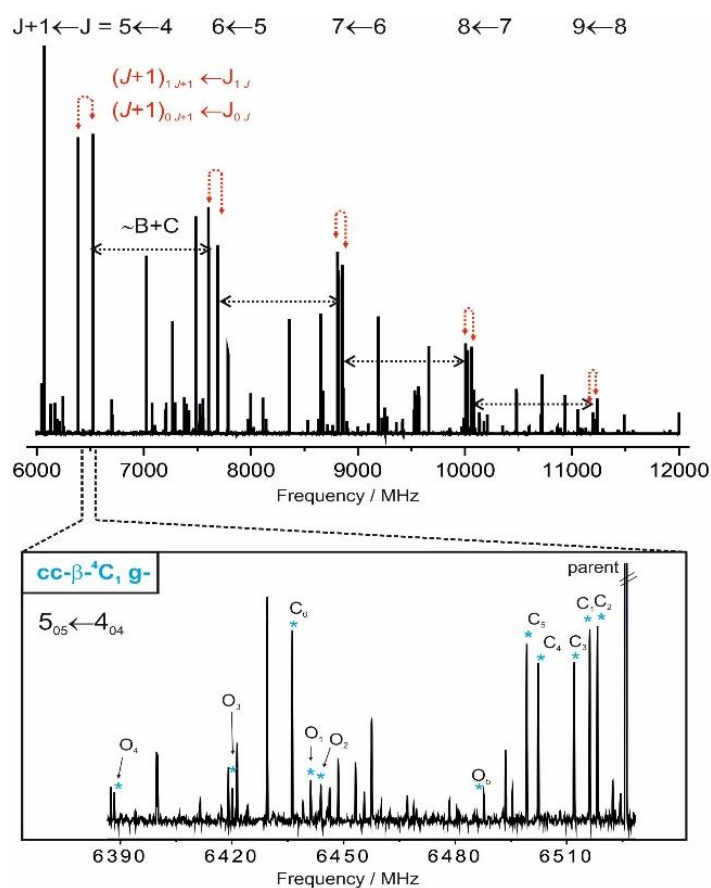 J+1←J = 5←4 6←5 7←6 8←7 9←8
(J+1)₁ J+1 ←J₁ J
(J+1)₀ J+1 ←J₀ J
~B+C
6000 7000 8000 9000 10000 11000 12000
Frequency / MHz
cc-β-⁴C₁ g-
parent
5₀₅←4₀₄
C₆ C₅ C₄ C₃ C₁ C₂
O₄ O₃ O₁ O₂ O₅
6390 6420 6450 6480 6510
Frequency / MHz